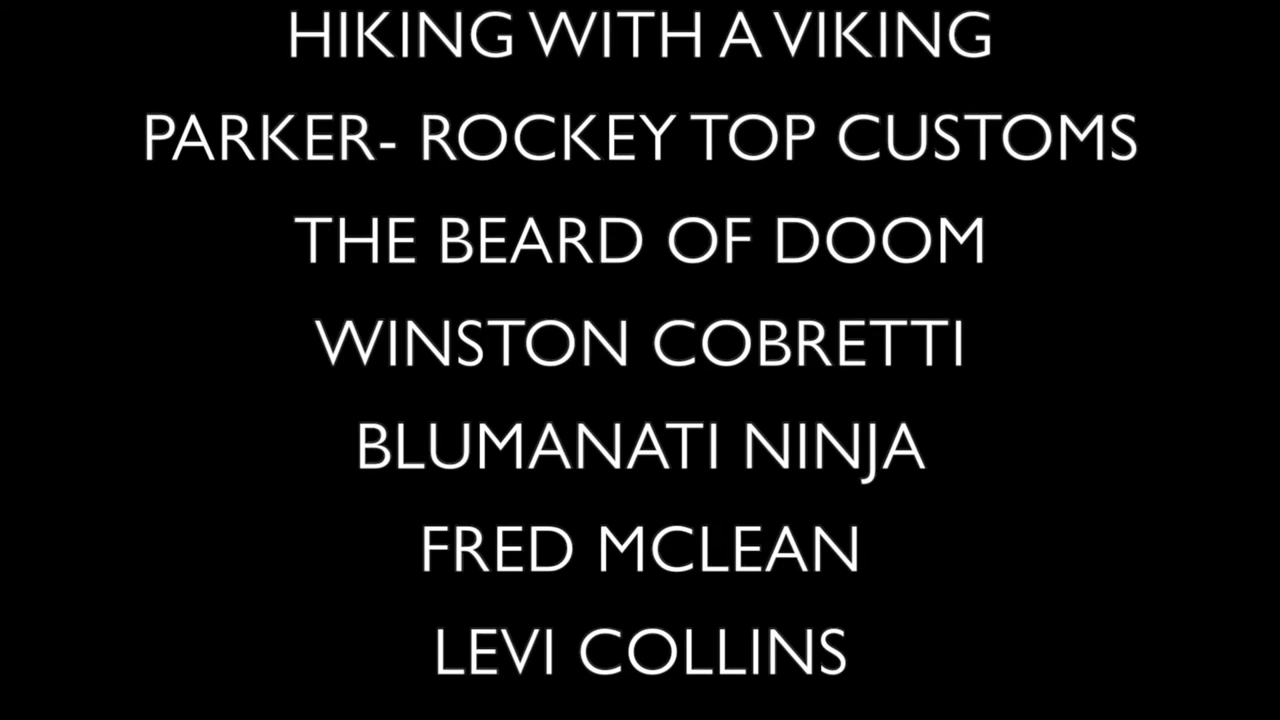 HIKING WITH A VIKING
PARKER- ROCKEY TOP CUSTOMS
THE BEARD OF DOOM
WINSTON COBRETTI
BLUMANATI NINJA
FRED MCLEAN
LEVI COLLINS